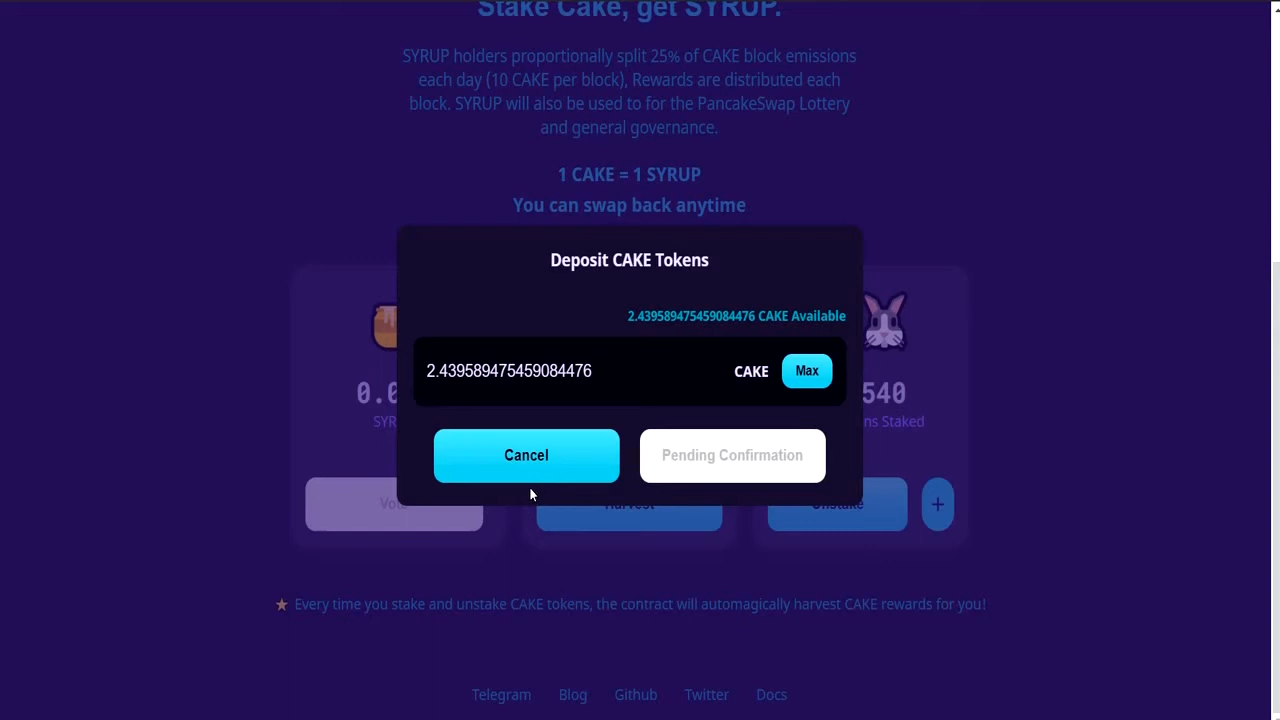 Stake Cake, get SYRUP.
SYRUP holders proportionally split 25% of CAKE block emissions
each day (10 CAKE per block), Rewards are distributed each
block. SYRUP will also be used to for the PancakeSwap Lottery
and general governance.
1 CAKE = 1 SYRUP
You can swap back anytime
Deposit CAKE Tokens
2.439589475459084476 CAKE Available
2.439589475459084476 CAKE Max
Cancel Pending Confirmation
Harvest Unstake +
★ Every time you stake and unstake CAKE tokens, the contract will automagically harvest CAKE rewards for you!
Telegram Blog Github Twitter Docs